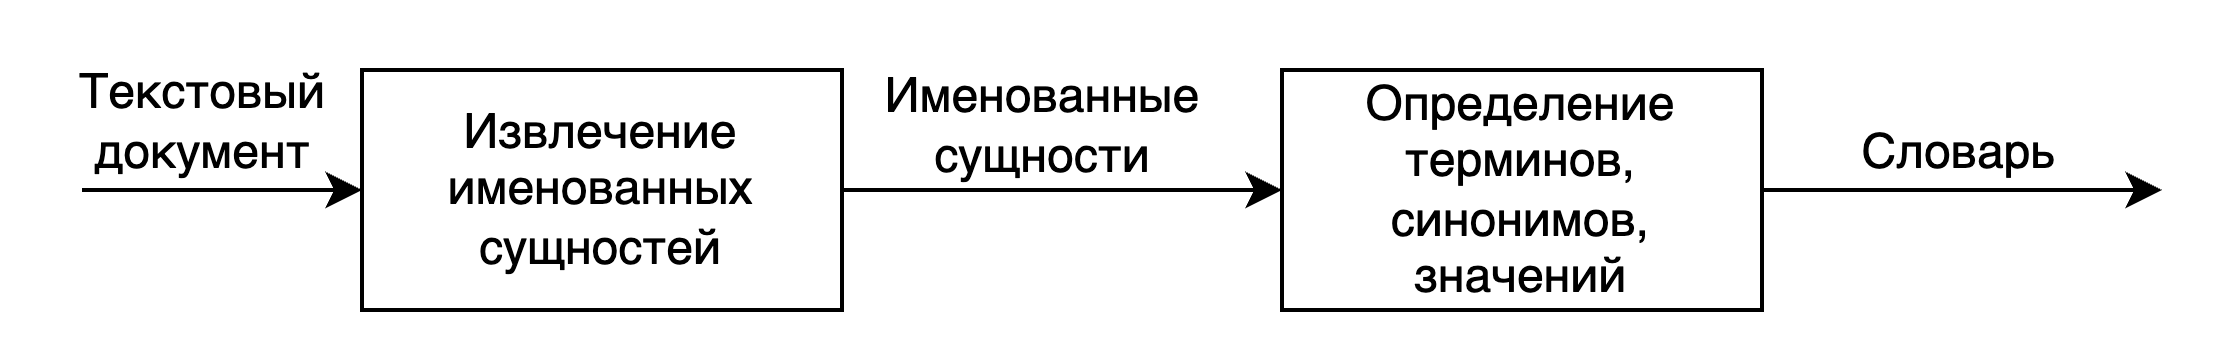 Текстовый
документ
Извлечение
именованных
сущностей
Именованные
сущности
Определение
терминов,
синонимов,
значений
Словарь